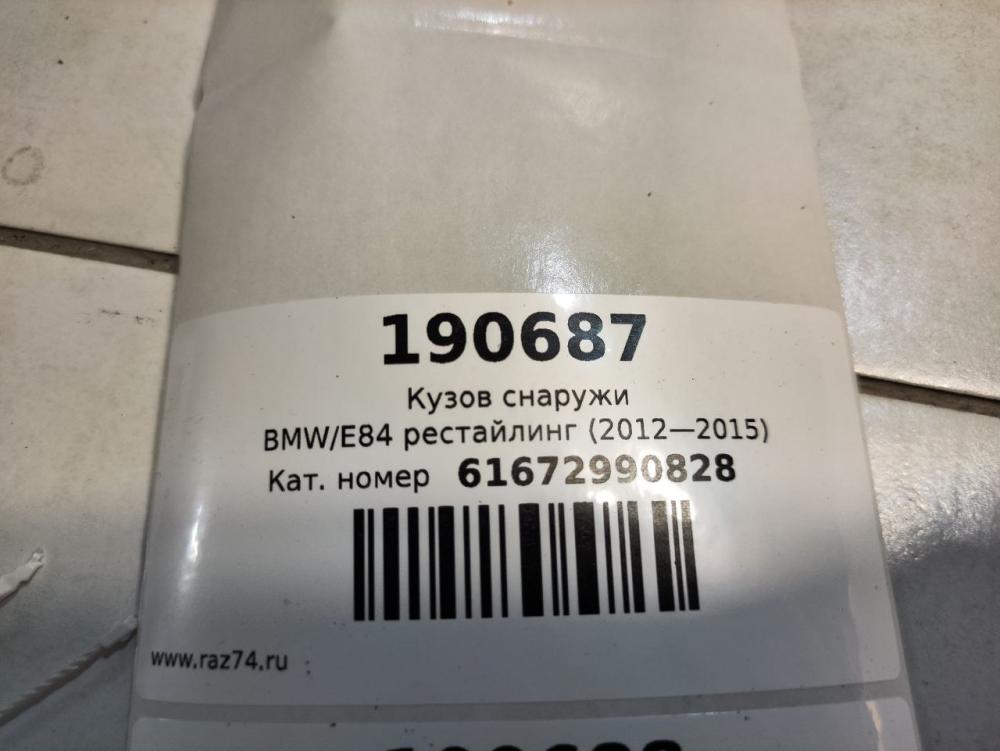 190687
Кузов снаружи
BMW/E84 рестайлинг (2012—2015)
Кат. номер 61672990828
www.raz74.ru